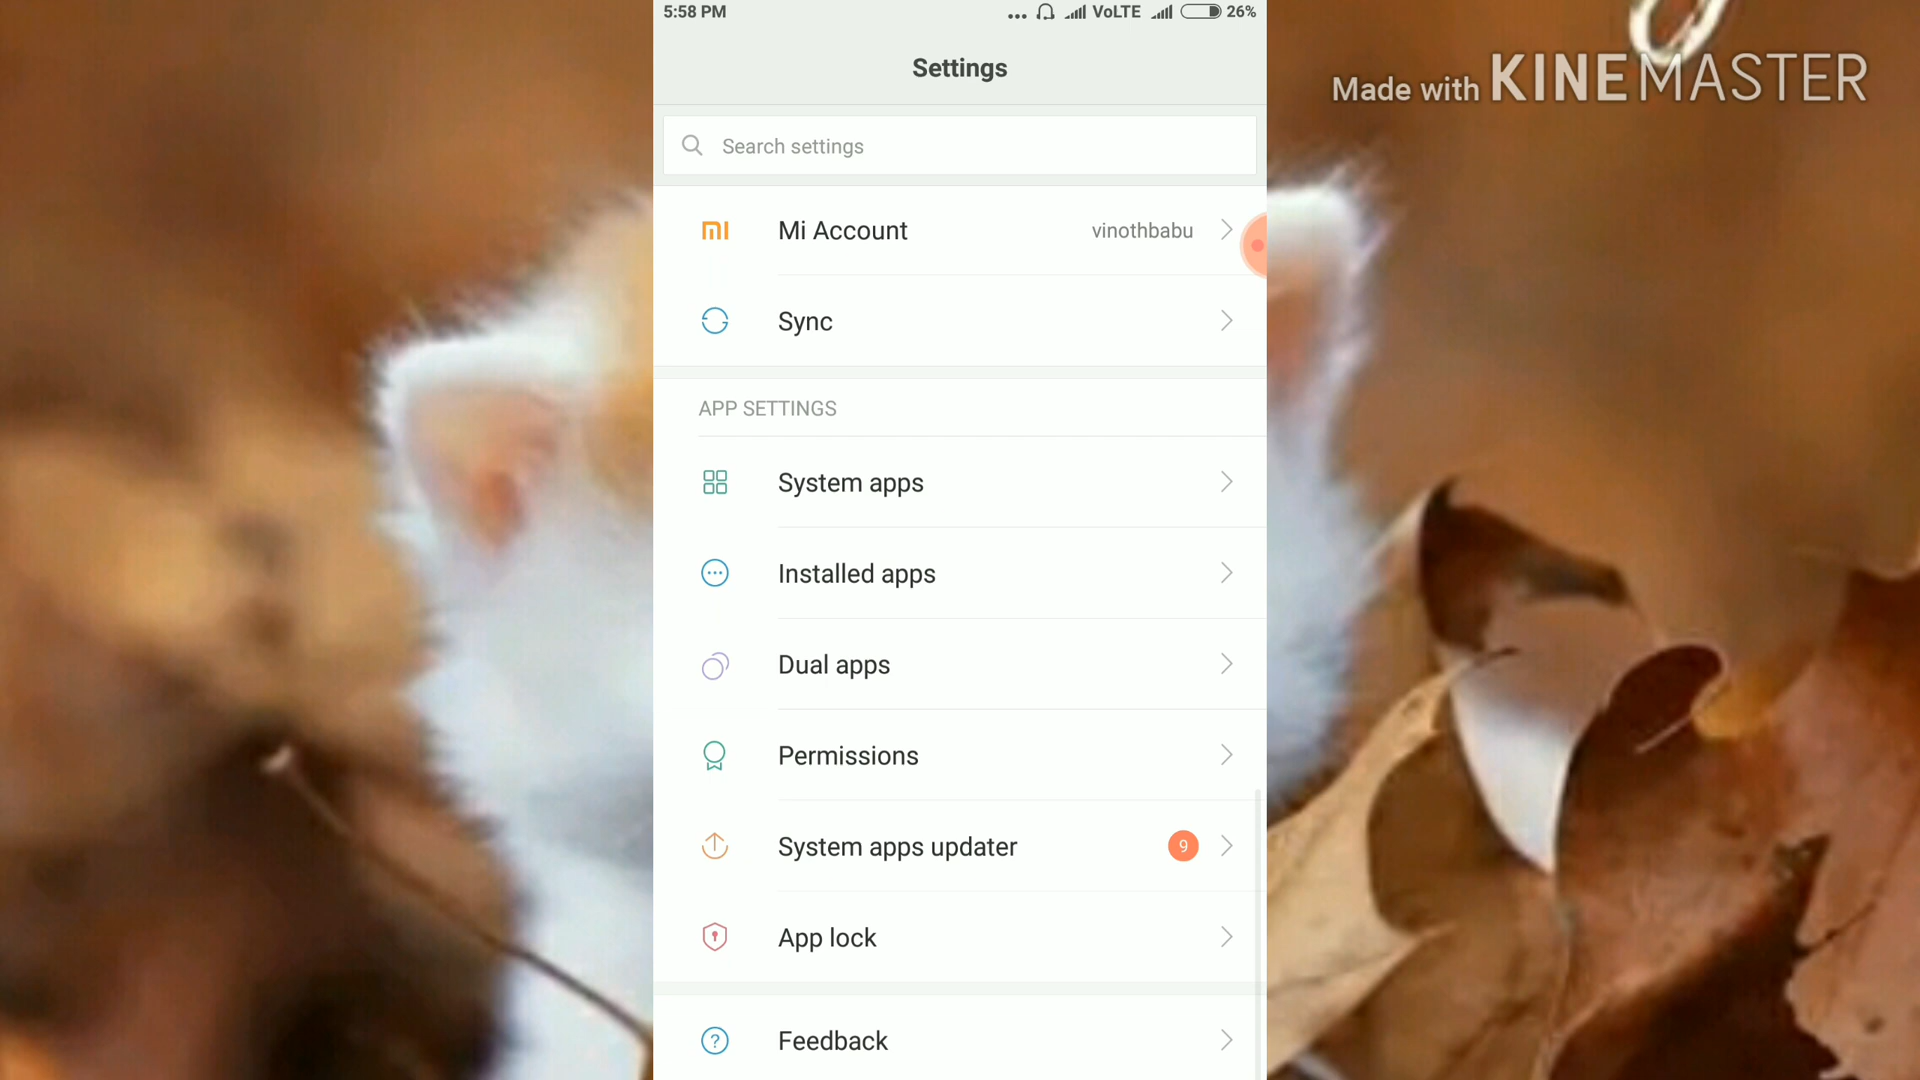 5:58 PM
... VoLTE 26%
Settings
Made with KINEMASTER
Search settings
mi Mi Account vinothbabu
Sync
APP SETTINGS
System apps
Installed apps
Dual apps
Permissions
System apps updater 9
App lock
? Feedback